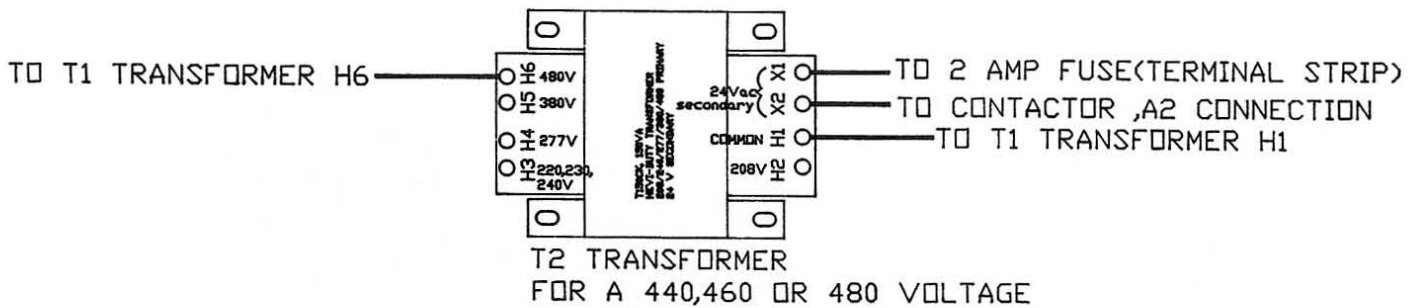 TO T1 TRANSFORMER H6
H6 480V
H5 380V
H4 277V
H3 220,230,
240V
24 V SECONDARY
24Vac
secondary
X1
X2
COMMON H1
208V H2
TO 2 AMP FUSE(TERMINAL STRIP)
TO CONTACTOR ,A2 CONNECTION
TO T1 TRANSFORMER H1
T2 TRANSFORMER
FOR A 440,460 OR 480 VOLTAGE